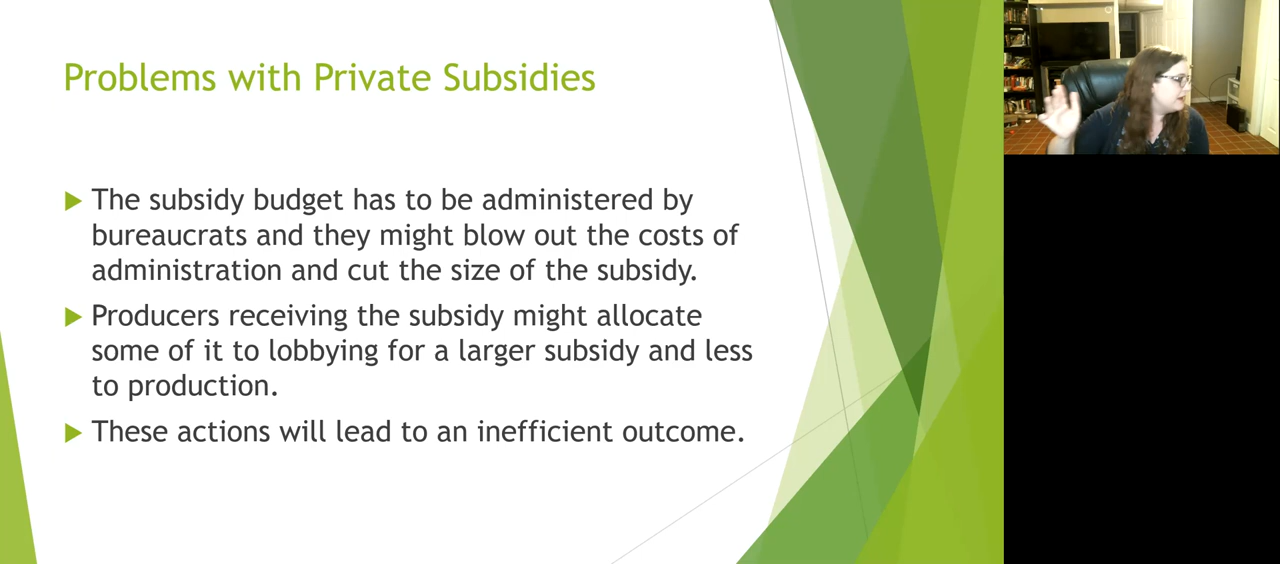 Problems with Private Subsidies
The subsidy budget has to be administered by
bureaucrats and they might blow out the costs of
administration and cut the size of the subsidy.
Producers receiving the subsidy might allocate
some of it to lobbying for a larger subsidy and less
to production.
These actions will lead to an inefficient outcome.